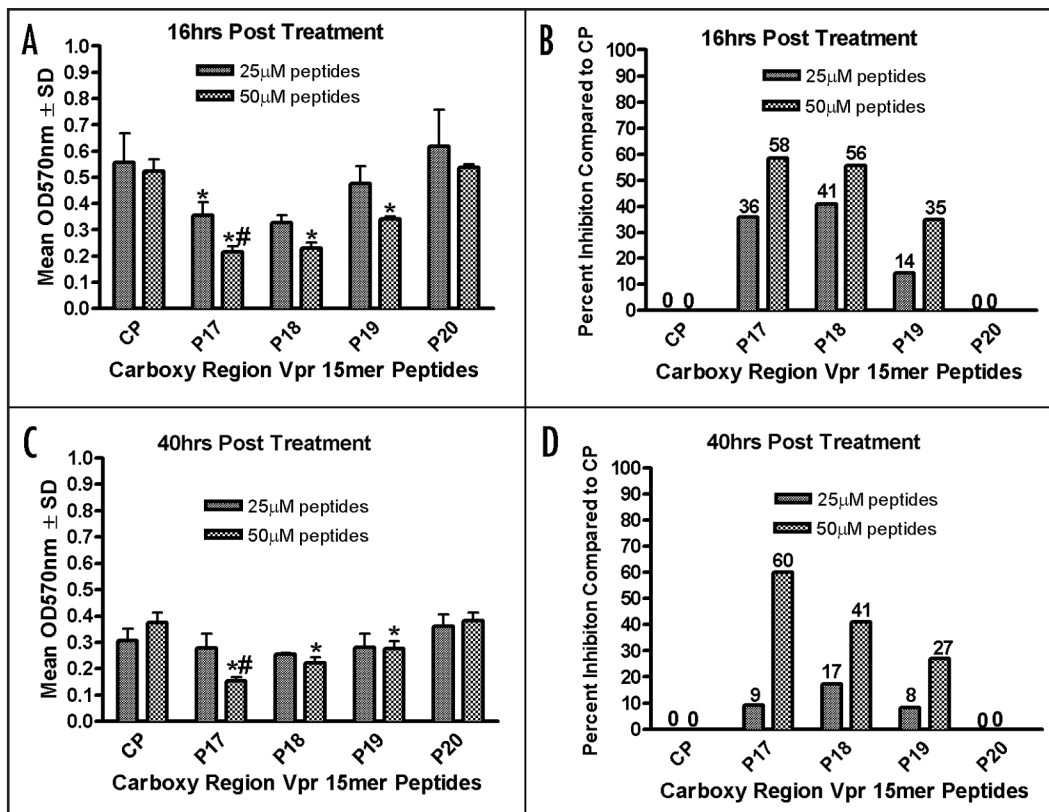 A
16hrs Post Treatment
Mean OD570nm ± SD
1.0
0.9
0.8
0.7
0.6
0.5
0.4
0.3
0.2
0.1
0.0
25μM peptides
50μM peptides
*
*#
*
*
CP
P17
P18
P19
P20
Carboxy Region Vpr 15mer Peptides
B
16hrs Post Treatment
Percent Inhibiton Compared to CP
100
90
80
70
60
50
40
30
20
10
0
25μM peptides
50μM peptides
0 0
36
58
41
56
14
35
0 0
CP
P17
P18
P19
P20
Carboxy Region Vpr 15mer Peptides
C
40hrs Post Treatment
Mean OD570nm ± SD
1.0
0.9
0.8
0.7
0.6
0.5
0.4
0.3
0.2
0.1
0.0
25μM peptides
50μM peptides
*#
*
*
CP
P17
P18
P19
P20
Carboxy Region Vpr 15mer Peptides
D
40hrs Post Treatment
Percent Inhibiton Compared to CP
100
90
80
70
60
50
40
30
20
10
0
25μM peptides
50μM peptides
0 0
9
60
17
41
8
27
0 0
CP
P17
P18
P19
P20
Carboxy Region Vpr 15mer Peptides